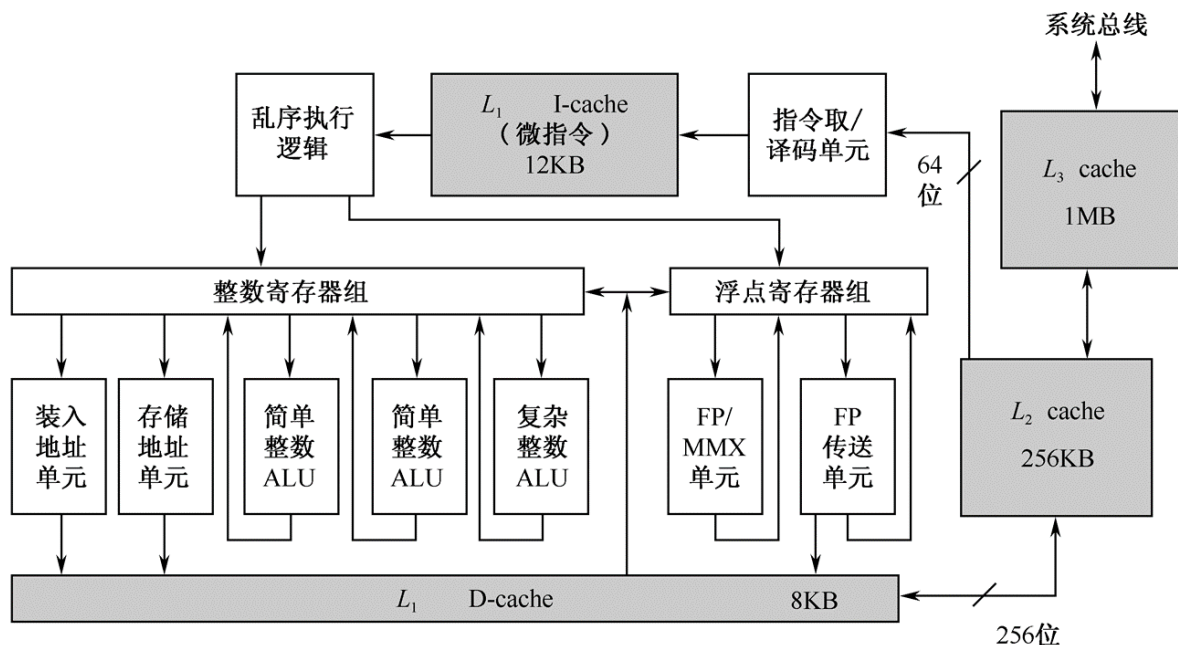 系统总线
乱序执行
逻辑
L₁ I-cache
（微指令）
12KB
指令取/
译码单元
64
位
L₃ cache
1MB
整数寄存器组
浮点寄存器组
装入
地址
单元
存储
地址
单元
简单
整数
ALU
简单
整数
ALU
复杂
整数
ALU
FP/
MMX
单元
FP
传送
单元
L₂ cache
256KB
L₁ D-cache 8KB
256位